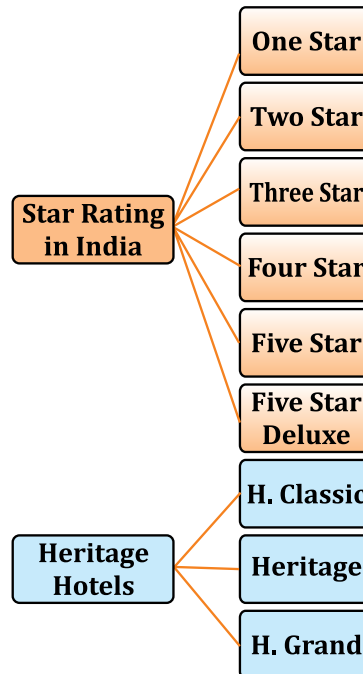 Star Rating
in India
One Star
Two Star
Three Star
Four Star
Five Star
Five Star
Deluxe
Heritage
Hotels
H. Classic
Heritage
H. Grand